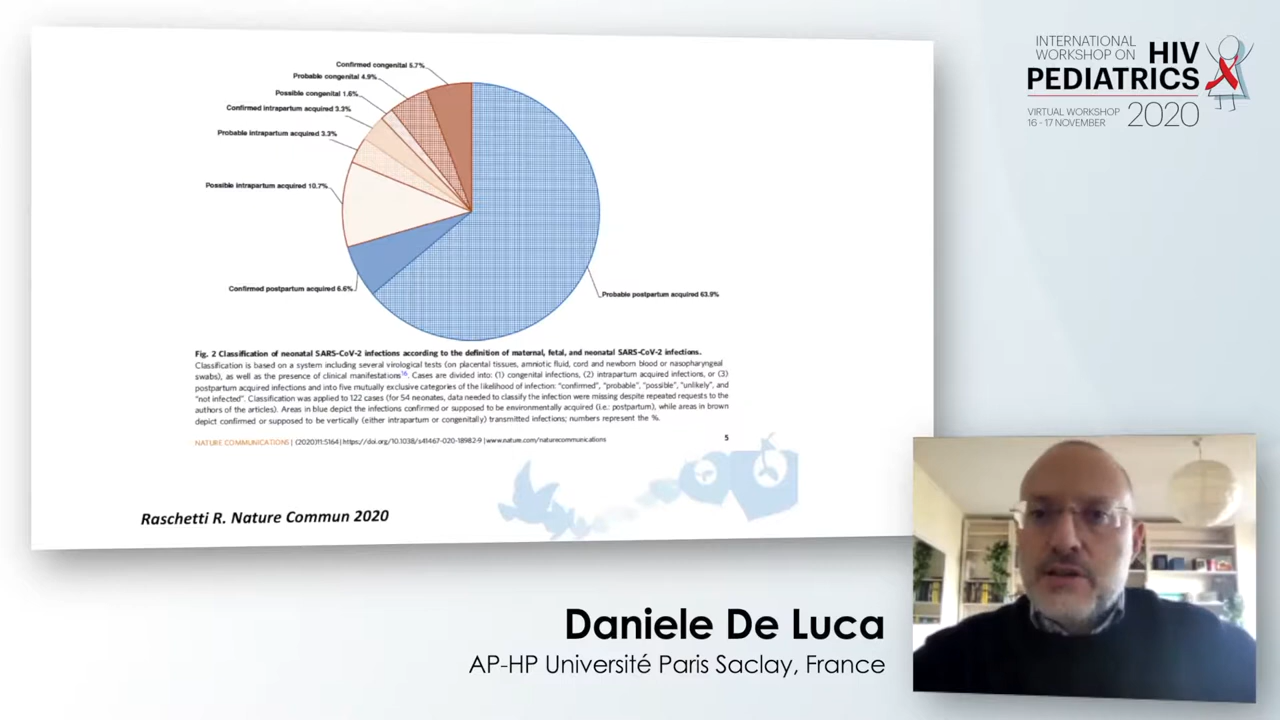 INTERNATIONAL
WORKSHOP ON HIV
PEDIATRICS
VIRTUAL WORKSHOP
16 - 17 NOVEMBER 2020
Confirmed congenital 5.7%
Probable congenital 4.9%
Possible congenital 1.6%
Confirmed intrapartum acquired 3.3%
Probable intrapartum acquired 3.3%
Possible intrapartum acquired 10.7%
Confirmed postpartum acquired 6.6%
Probable postpartum acquired 63.9%
Fig. 2 Classification of neonatal SARS-CoV-2 infections according to the definition of maternal, fetal, and neonatal SARS-CoV-2 infections.
Classification is based on a system including several virological tests (on placental tissues, amniotic fluid, cord and newborn blood or nasopharyngeal
swabs), as well as the presence of clinical manifestations16. Cases are divided into: (1) congenital infections, (2) intrapartum acquired infections, or (3)
postpartum acquired infections and into five mutually exclusive categories of the likelihood of infection: "confirmed", "probable", "possible", "unlikely", and
"not infected". Classification was applied to 122 cases (for 54 neonates, data needed to classify the infection were missing despite repeated requests to the
authors of the articles). Areas in blue depict the infections confirmed or supposed to be environmentally acquired (i.e.: postpartum), while areas in brown
depict confirmed or supposed to be vertically (either intrapartum or congenitally) transmitted infections; numbers represent the %.
NATURE COMMUNICATIONS | (2020)11:5164 | https://doi.org/10.1038/s41467-020-18982-9 | www.nature.com/naturecommunications 5
Raschetti R. Nature Commun 2020
Daniele De Luca
AP-HP Université Paris Saclay, France